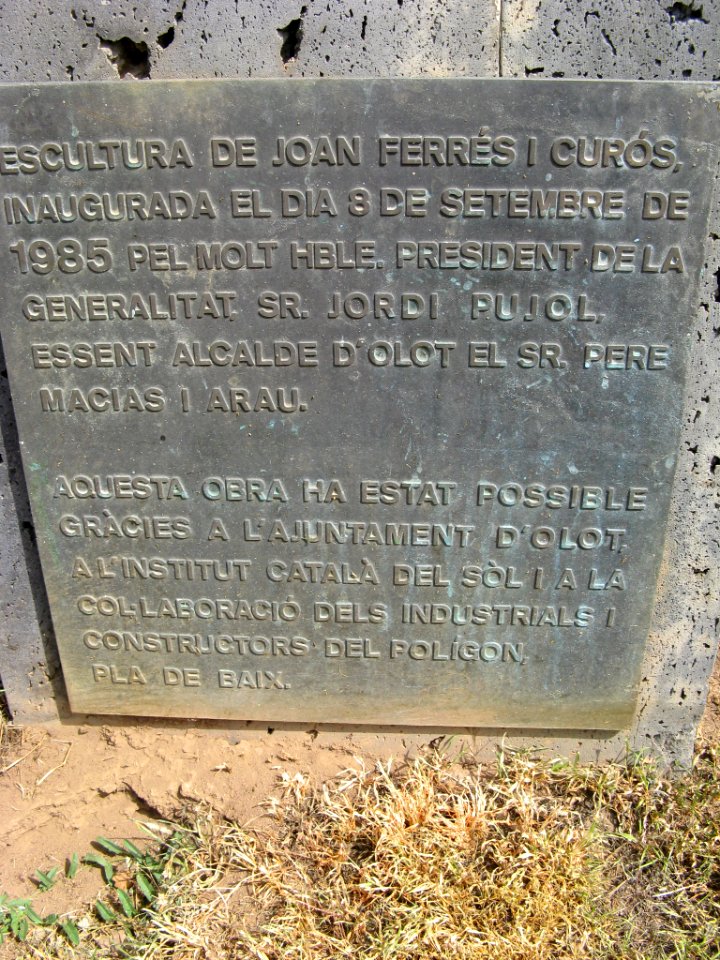 ESCULTURA DE JOAN FERRÉS I CURÓS,
INAUGURADA EL DIA 8 DE SETEMBRE DE
1985 PEL MOLT HBLE. PRESIDENT DE LA
GENERALITAT, SR. JORDI PUJOL,
ESSENT ALCALDE D'OLOT EL SR. PERE
MACIAS I ARAU.
AQUESTA OBRA HA ESTAT POSSIBLE
GRÀCIES A L'AJUNTAMENT D'OLOT,
A L'INSTITUT CATALÀ DEL SÒL I A LA
COL·LABORACIÓ DELS INDUSTRIALS I
CONSTRUCTORS DEL POLÍGON,
PLA DE BAIX.